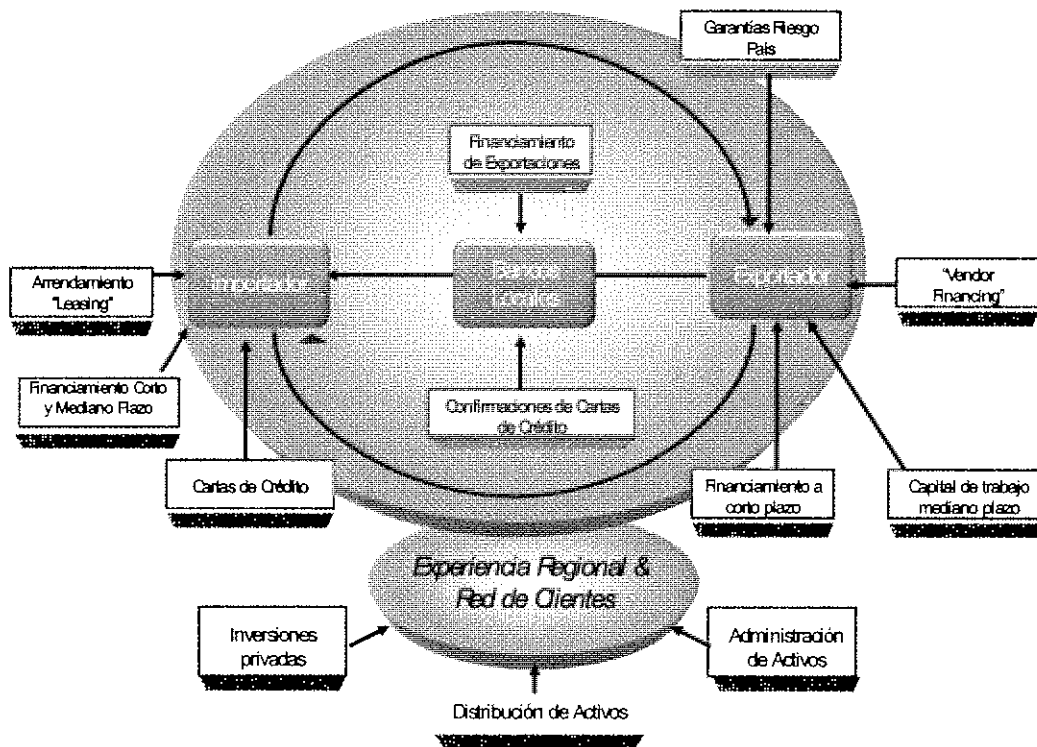 Garantías Riesgo
País
Financiamiento
de Exportaciones
Importador
Exportador
Arrendamiento
"Leasing"
"Vendor
Financing"
Financiamiento Corto
y Mediano Plazo
Confirmaciones de Cartas
de Crédito
Cartas de Crédito
Financiamiento a
corto plazo
Capital de trabajo
mediano plazo
Experiencia Regional &
Red de Clientes
Inversiones
privadas
Administración
de Activos
Distribución de Activos